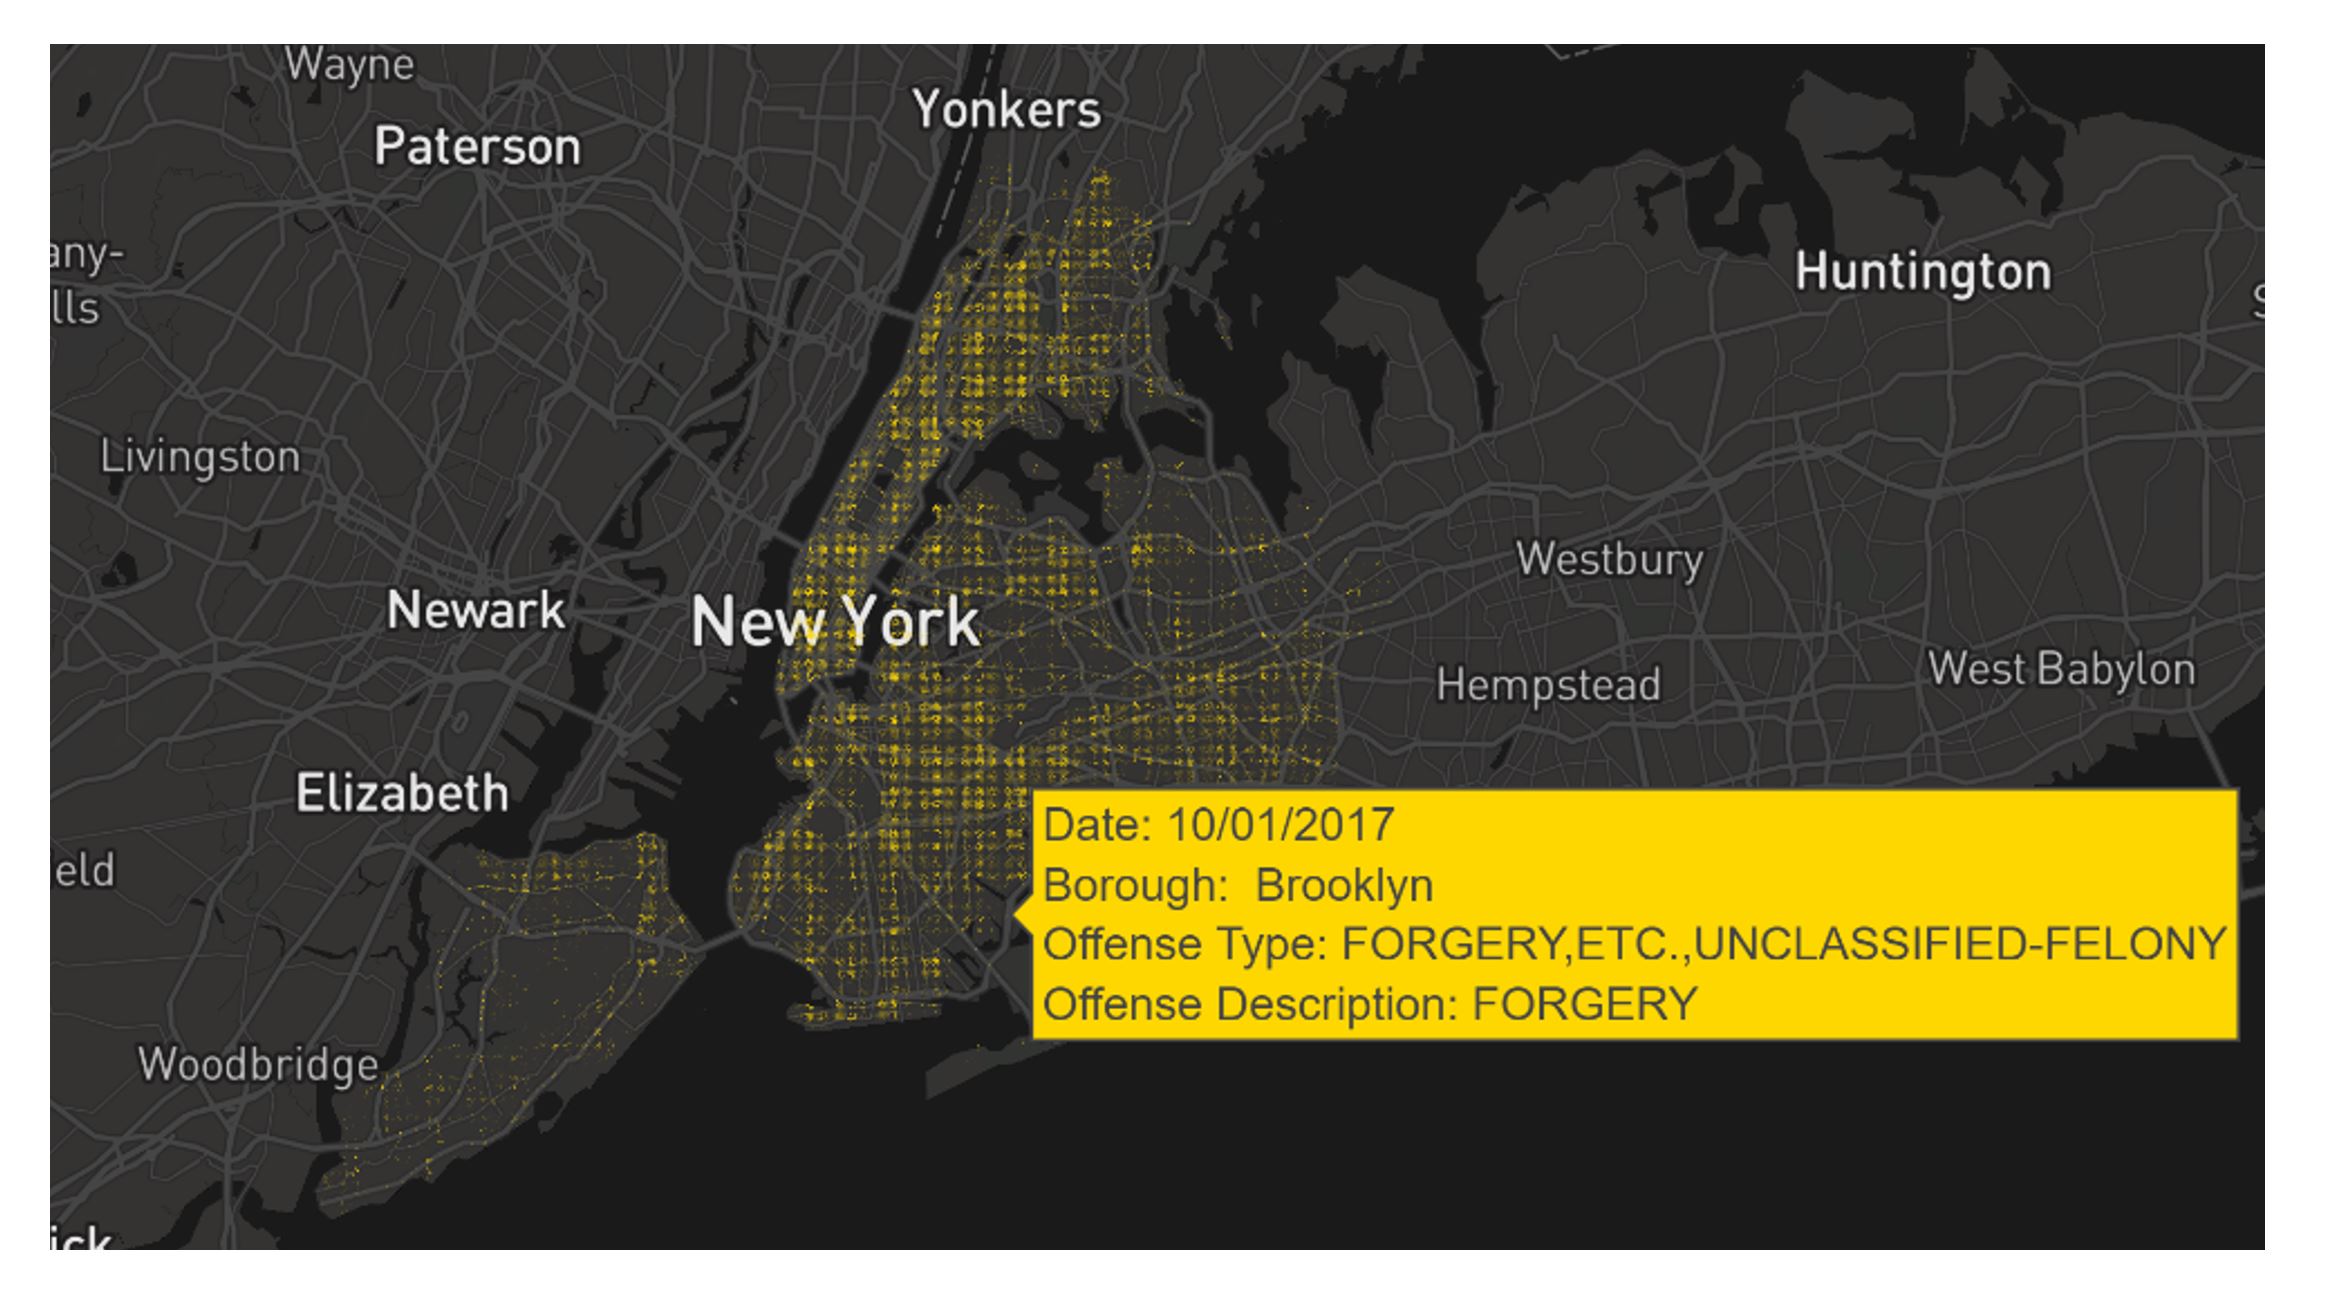 Wayne
Yonkers
Paterson
any-
lls
Huntington
Livingston
Westbury
Newark
New York
Hempstead
West Babylon
Elizabeth
Date: 10/01/2017
Borough:  Brooklyn
Offense Type: FORGERY,ETC.,UNCLASSIFIED-FELONY
Offense Description: FORGERY
eld
Woodbridge
ick